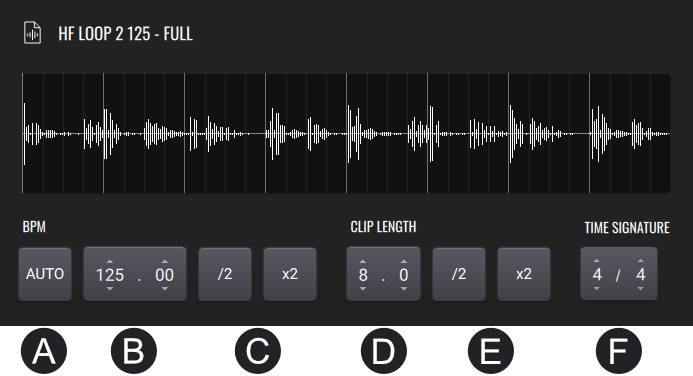 HF LOOP 2 125 - FULL
BPM CLIP LENGTH TIME SIGNATURE
AUTO 125 . 00 /2 x2 8 . 0 /2 x2 4 / 4
A B C D E F